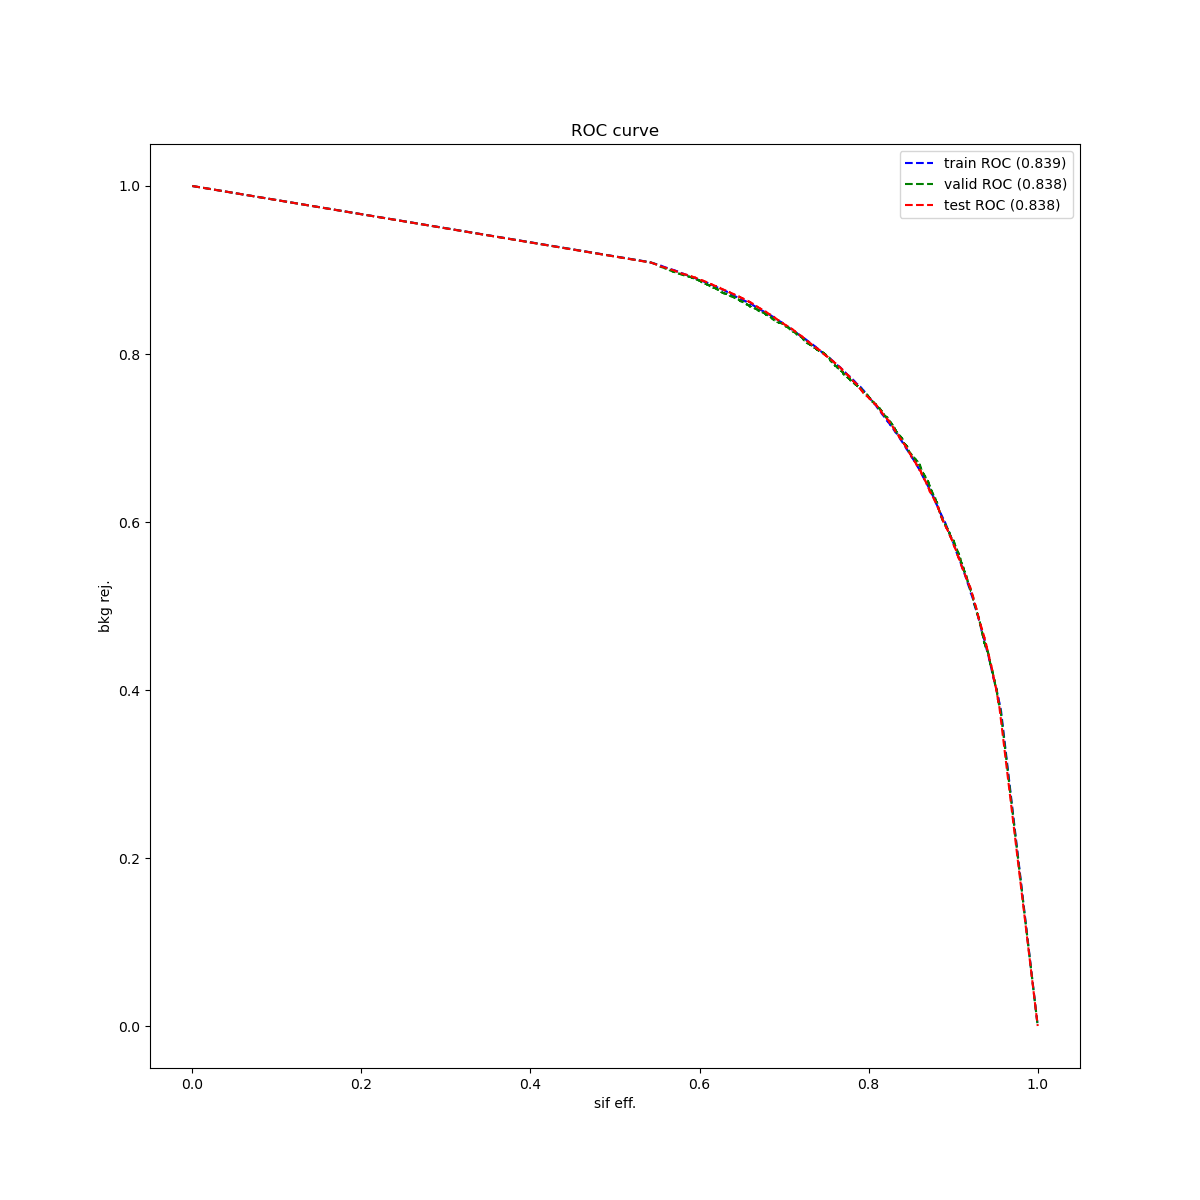 ROC curve
train ROC (0.839)
valid ROC (0.838)
test ROC (0.838)
1.0
0.8
0.6
0.4
0.2
0.0
bkg rej.
0.0 0.2 0.4 0.6 0.8 1.0
sif eff.